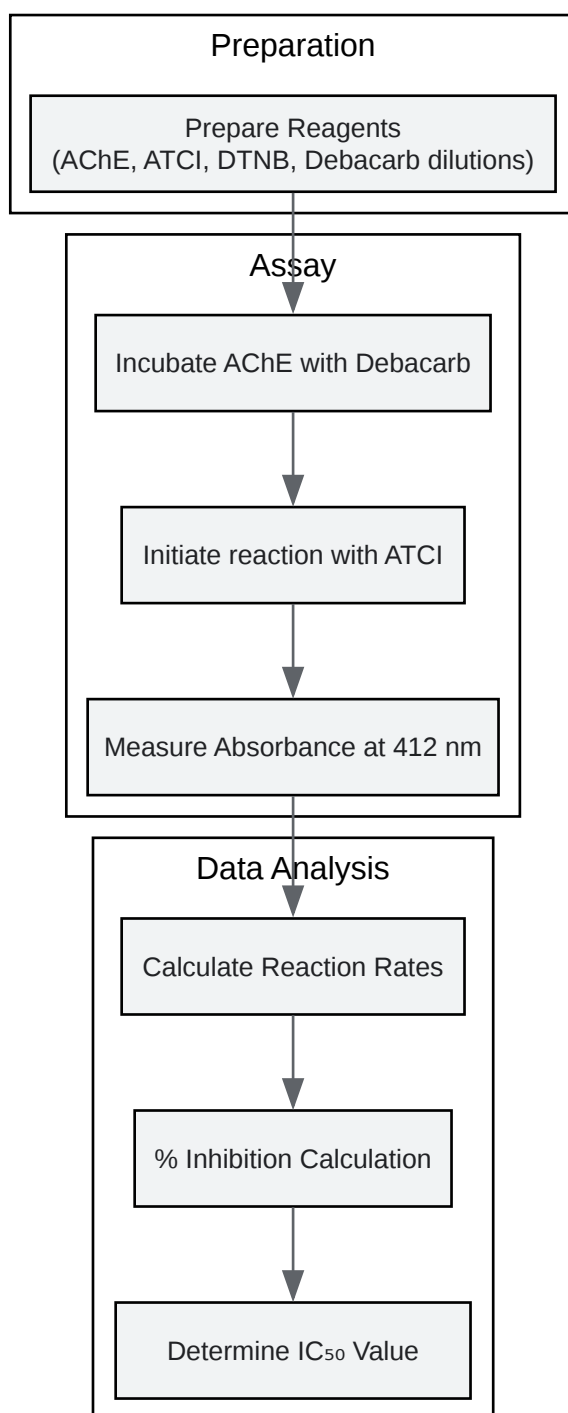 Preparation
Prepare Reagents
(AChE, ATCI, DTNB, Debacarb dilutions)
Assay
Incubate AChE with Debacarb
Initiate reaction with ATCI
Measure Absorbance at 412 nm
Data Analysis
Calculate Reaction Rates
% Inhibition Calculation
Determine IC₅₀ Value